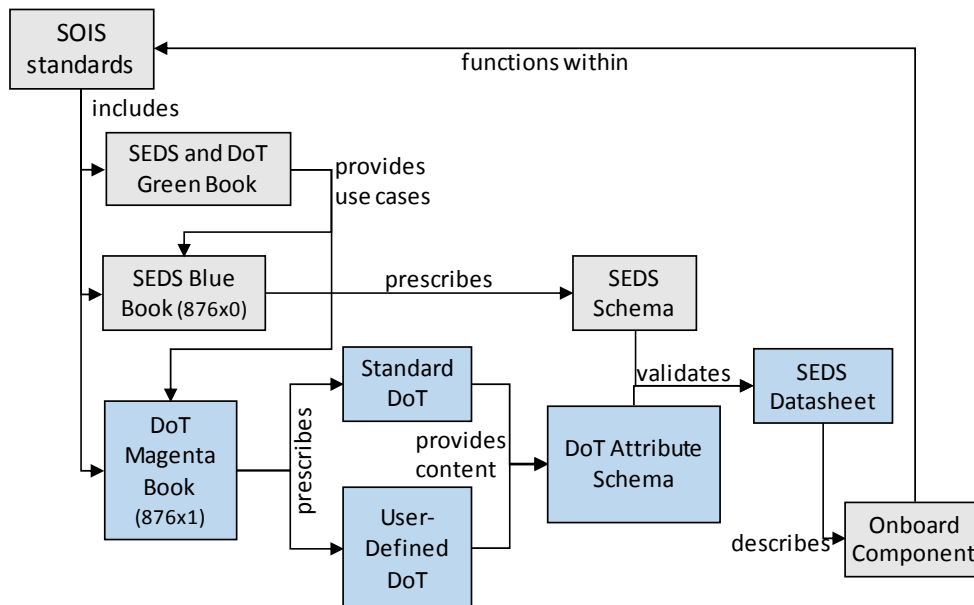 SOIS
standards
functions within
includes
SEDS and DoT
Green Book
provides
use cases
SEDS Blue
Book (876x0)
prescribes
SEDS
Schema
Standard
DoT
validates
SEDS
Datasheet
DoT
Magenta
Book
(876x1)
prescribes
provides
content
DoT Attribute
Schema
User-
Defined
DoT
describes
Onboard
Component